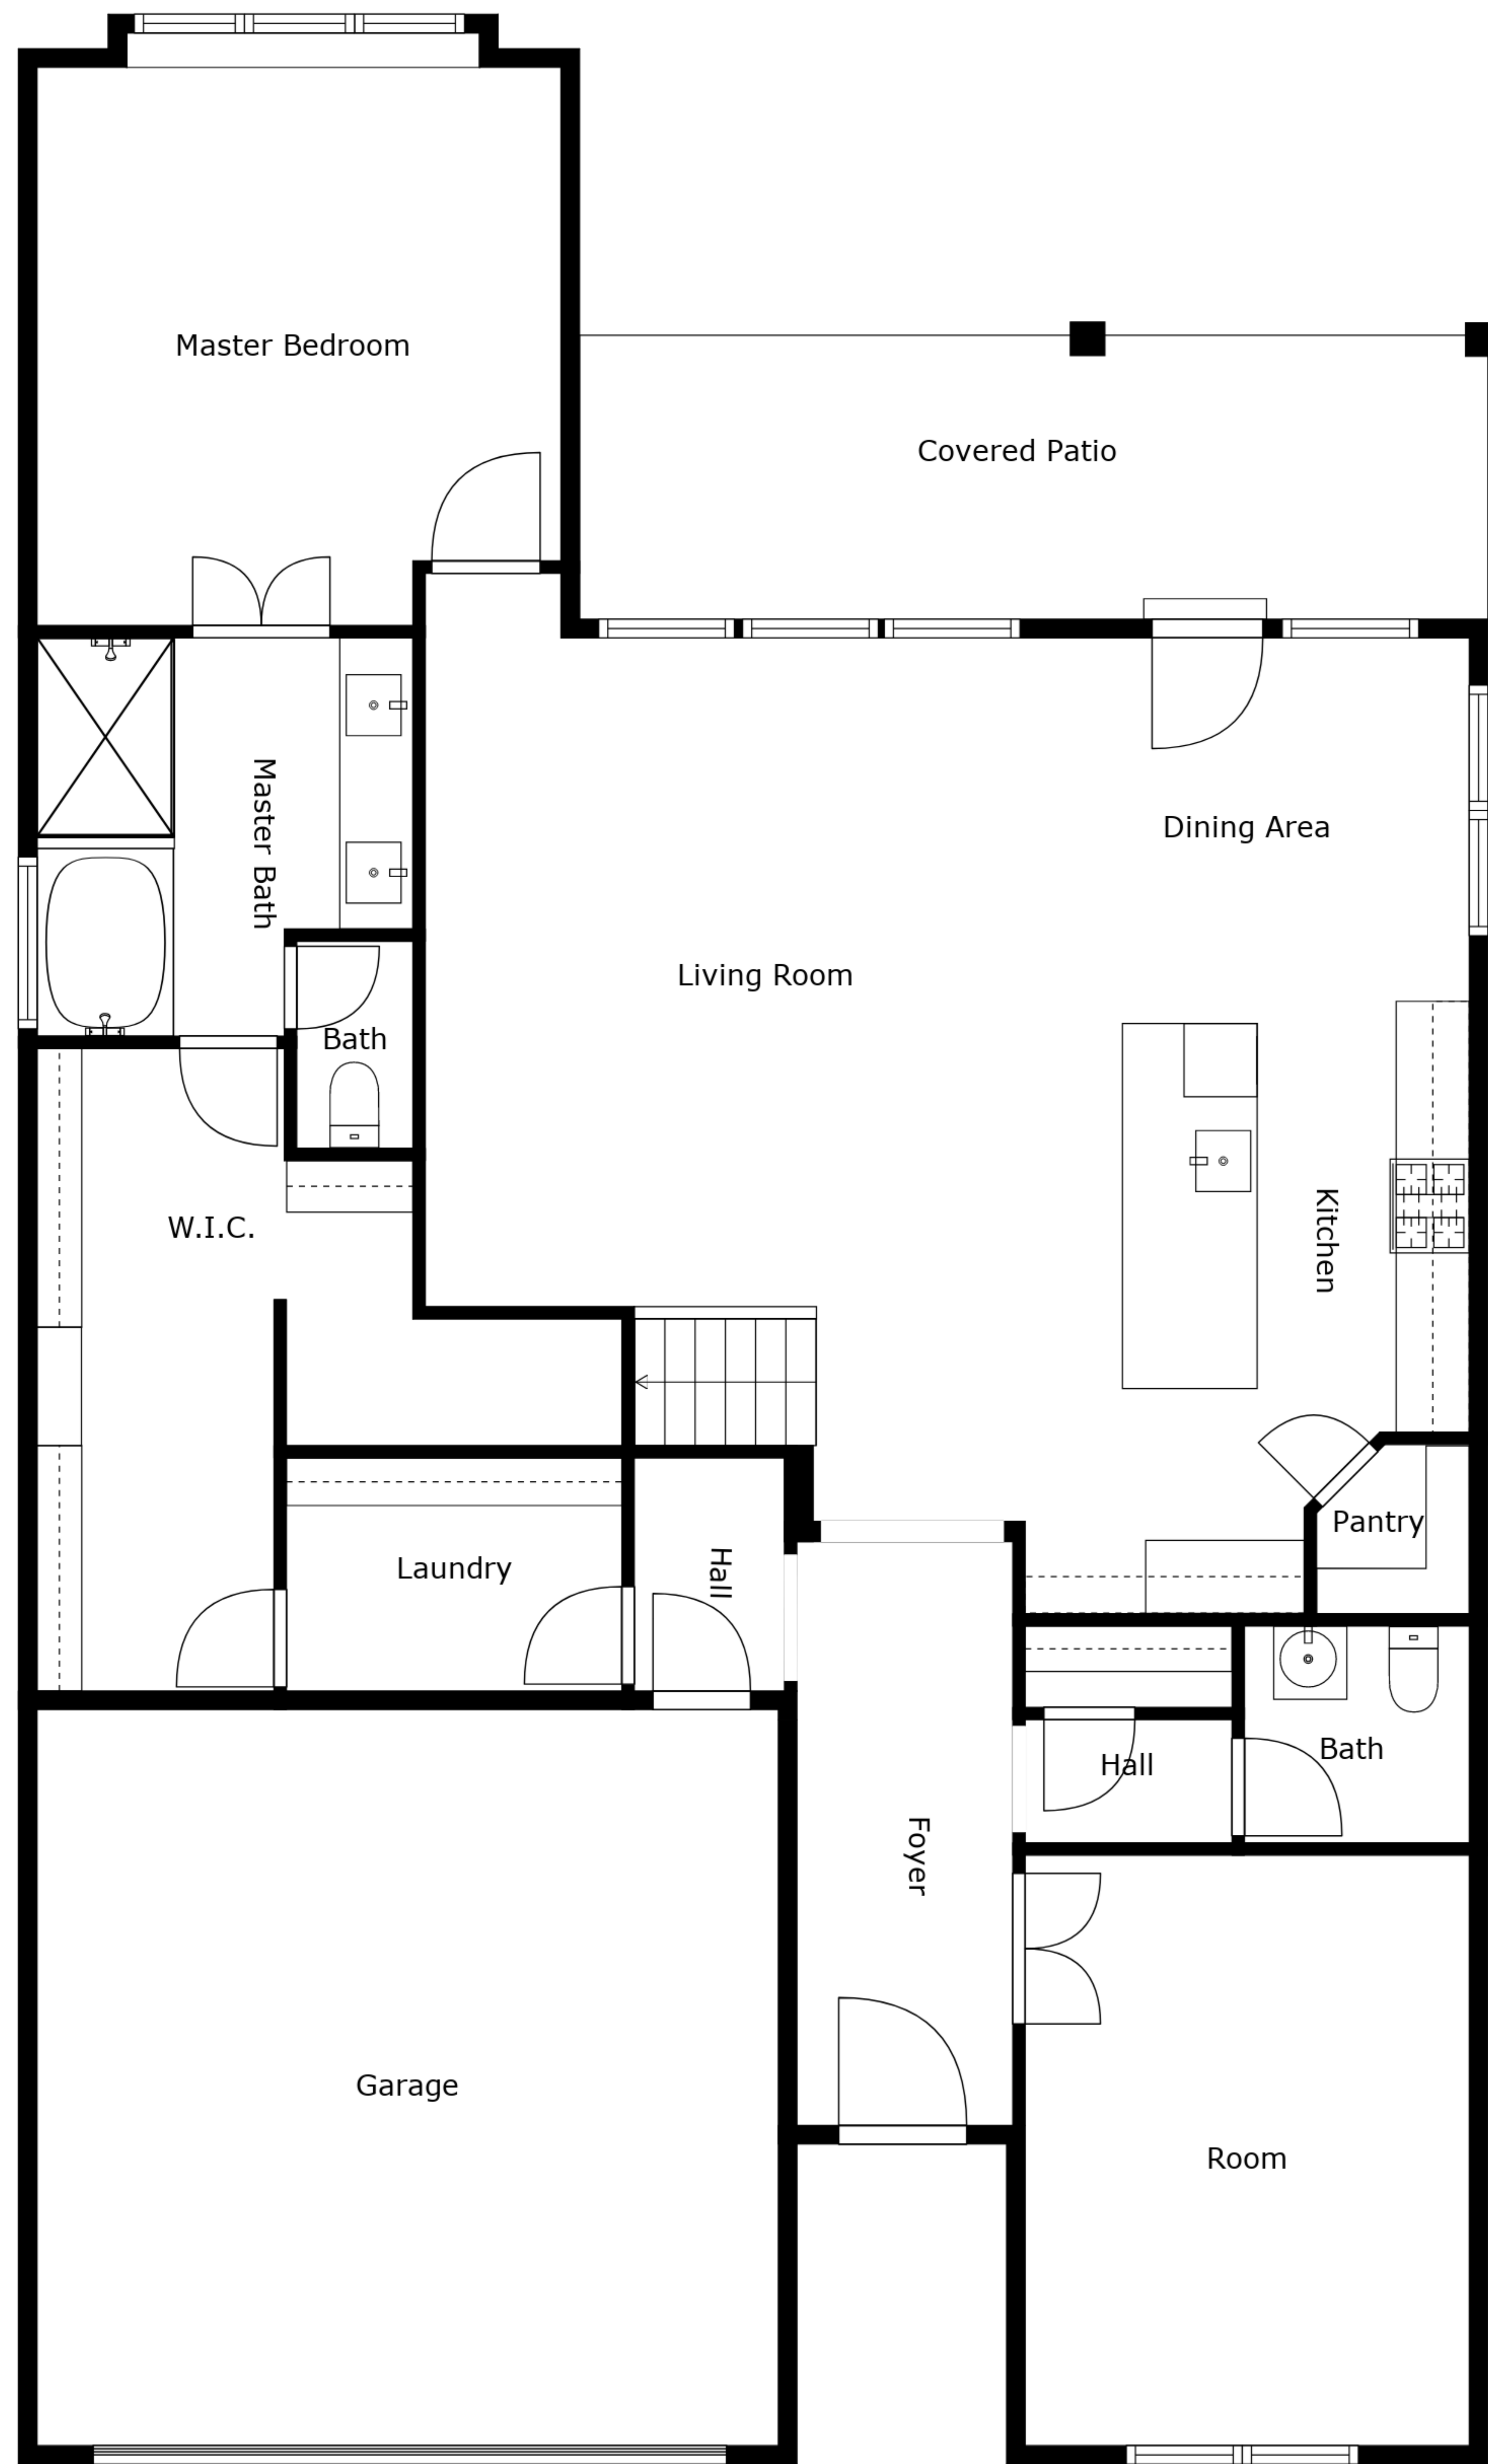 Master Bedroom
Covered Patio
Master Bath
Dining Area
Living Room
Bath
W.I.C.
Kitchen
Pantry
Laundry
Hall
Bath
Hall
Foyer
Garage
Room